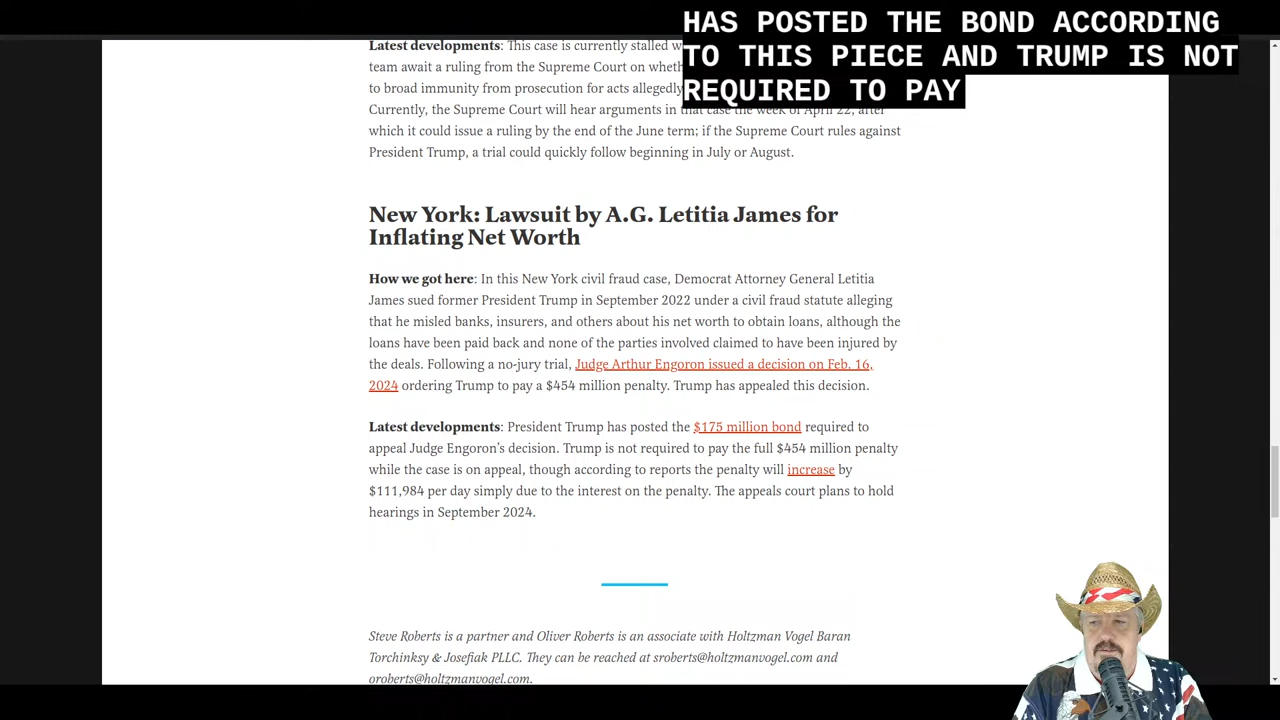 HAS POSTED THE BOND ACCORDING
TO THIS PIECE AND TRUMP IS NOT
REQUIRED TO PAY
Latest developments: This case is currently stalled w
team await a ruling from the Supreme Court on wheth
to broad immunity from prosecution for acts allegedly
Currently, the Supreme Court will hear arguments in that case the week of April 22, after
which it could issue a ruling by the end of the June term; if the Supreme Court rules against
President Trump, a trial could quickly follow beginning in July or August.
New York: Lawsuit by A.G. Letitia James for
Inflating Net Worth
How we got here: In this New York civil fraud case, Democrat Attorney General Letitia
James sued former President Trump in September 2022 under a civil fraud statute alleging
that he misled banks, insurers, and others about his net worth to obtain loans, although the
loans have been paid back and none of the parties involved claimed to have been injured by
the deals. Following a no-jury trial, Judge Arthur Engoron issued a decision on Feb. 16,
2024 ordering Trump to pay a $454 million penalty. Trump has appealed this decision.
Latest developments: President Trump has posted the $175 million bond required to
appeal Judge Engoron's decision. Trump is not required to pay the full $454 million penalty
while the case is on appeal, though according to reports the penalty will increase by
$111,984 per day simply due to the interest on the penalty. The appeals court plans to hold
hearings in September 2024.
Steve Roberts is a partner and Oliver Roberts is an associate with Holtzman Vogel Baran
Torchinksy & Josefiak PLLC. They can be reached at sroberts@holtzmanvogel.com and
oroberts@holtzmanvogel.com.